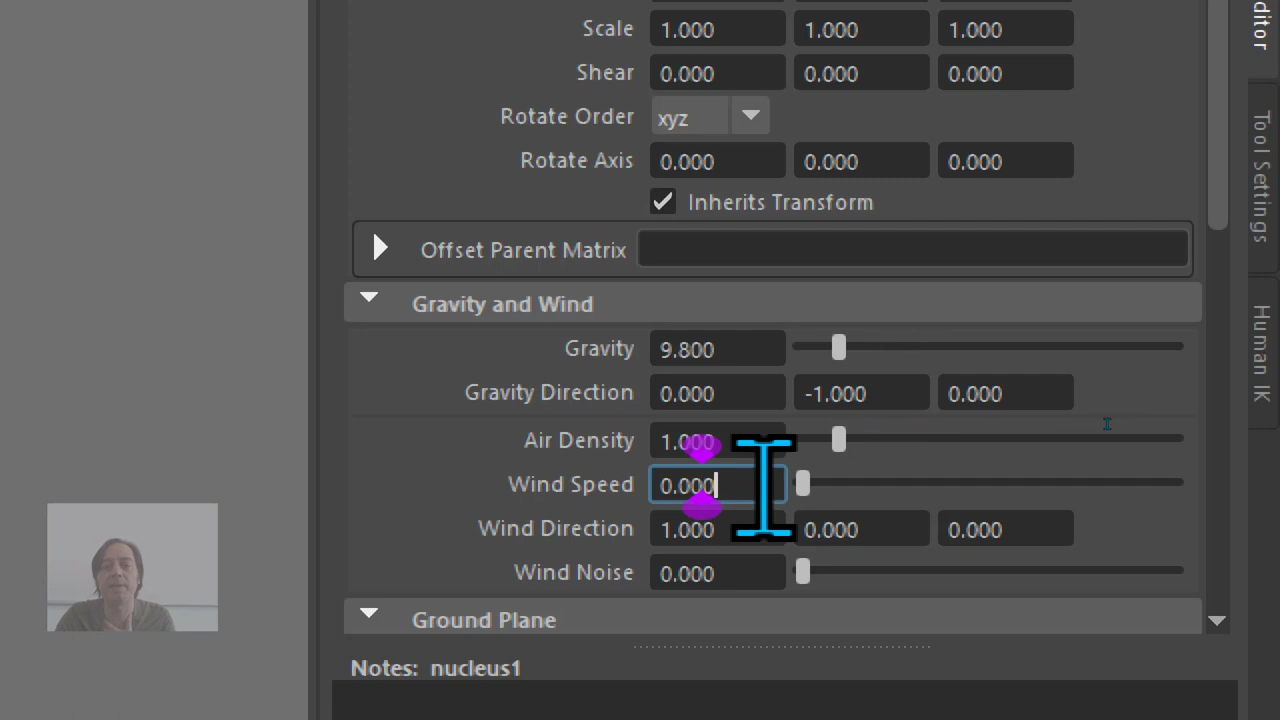 Scale 1.000 1.000 1.000
Shear 0.000 0.000 0.000
Rotate Order xyz
Rotate Axis 0.000 0.000 0.000
Inherits Transform
Offset Parent Matrix
Gravity and Wind
Gravity 9.800
Gravity Direction 0.000 -1.000 0.000
Air Density 1.000
Wind Speed 0.000
Wind Direction 1.000 0.000 0.000
Wind Noise 0.000
Ground Plane
Notes: nucleus1
ditor
Tool Settings
Human IK